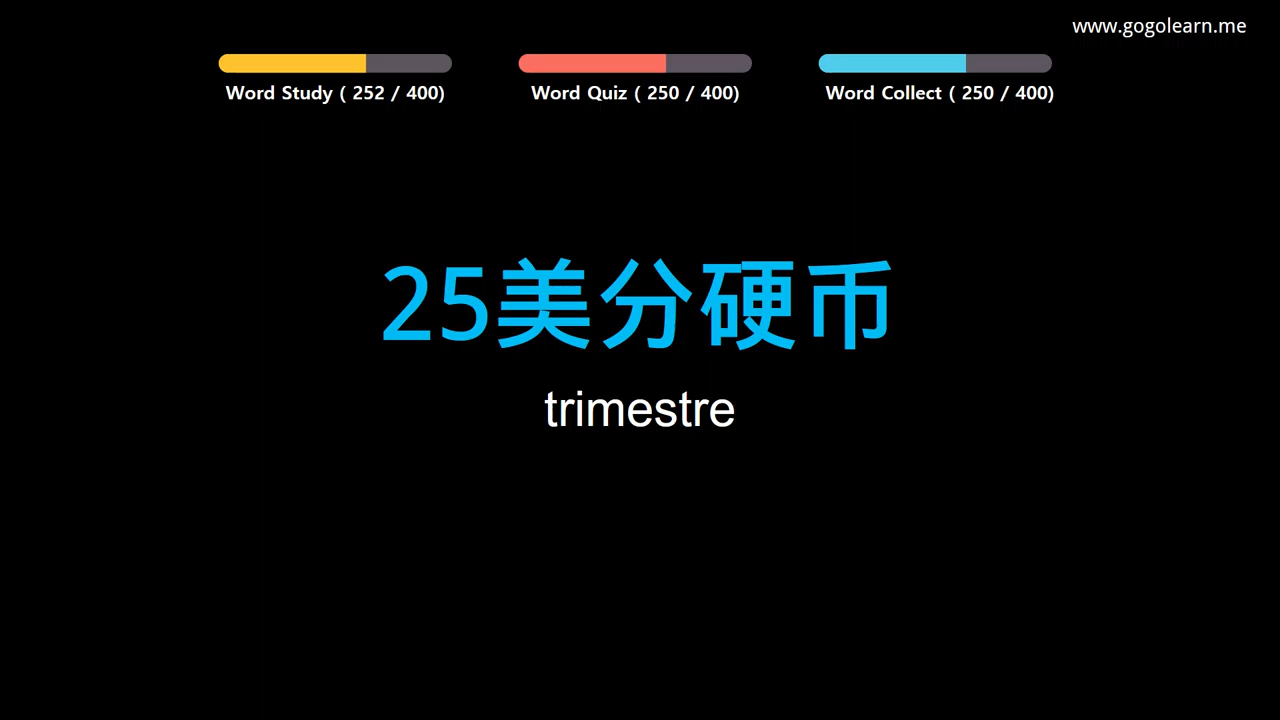 www.gogolearn.me
Word Study ( 252 / 400)
Word Quiz ( 250 / 400)
Word Collect ( 250 / 400)
25美分硬币
trimestre